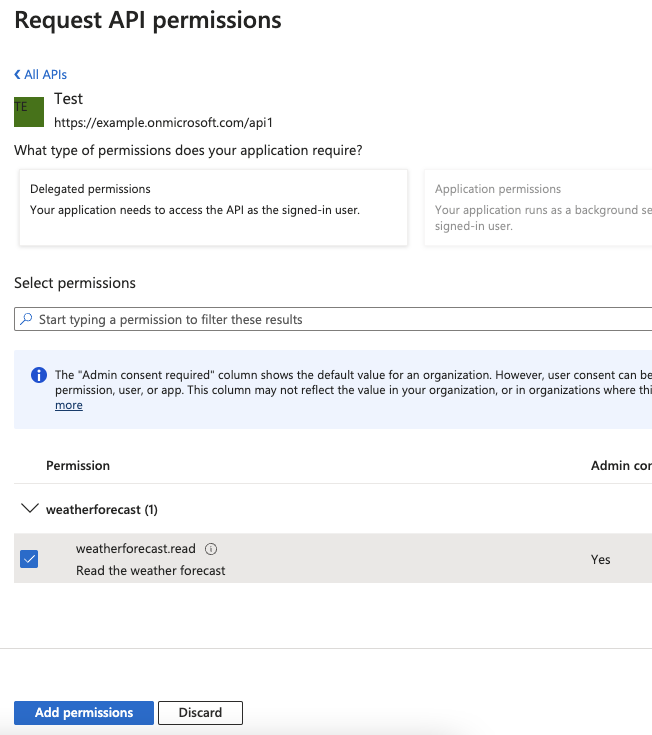 Request API permissions
All APIs
TE
Test
https://example.onmicrosoft.com/api1
What type of permissions does your application require?
Delegated permissions
Your application needs to access the API as the signed-in user.
Application permissions
Your application runs as a background se
signed-in user.
Select permissions
Start typing a permission to filter these results
The "Admin consent required" column shows the default value for an organization. However, user consent can be
permission, user, or app. This column may not reflect the value in your organization, or in organizations where thi
more
Permission
Admin con
weatherforecast (1)
weatherforecast.read
Read the weather forecast
Yes
Add permissions
Discard